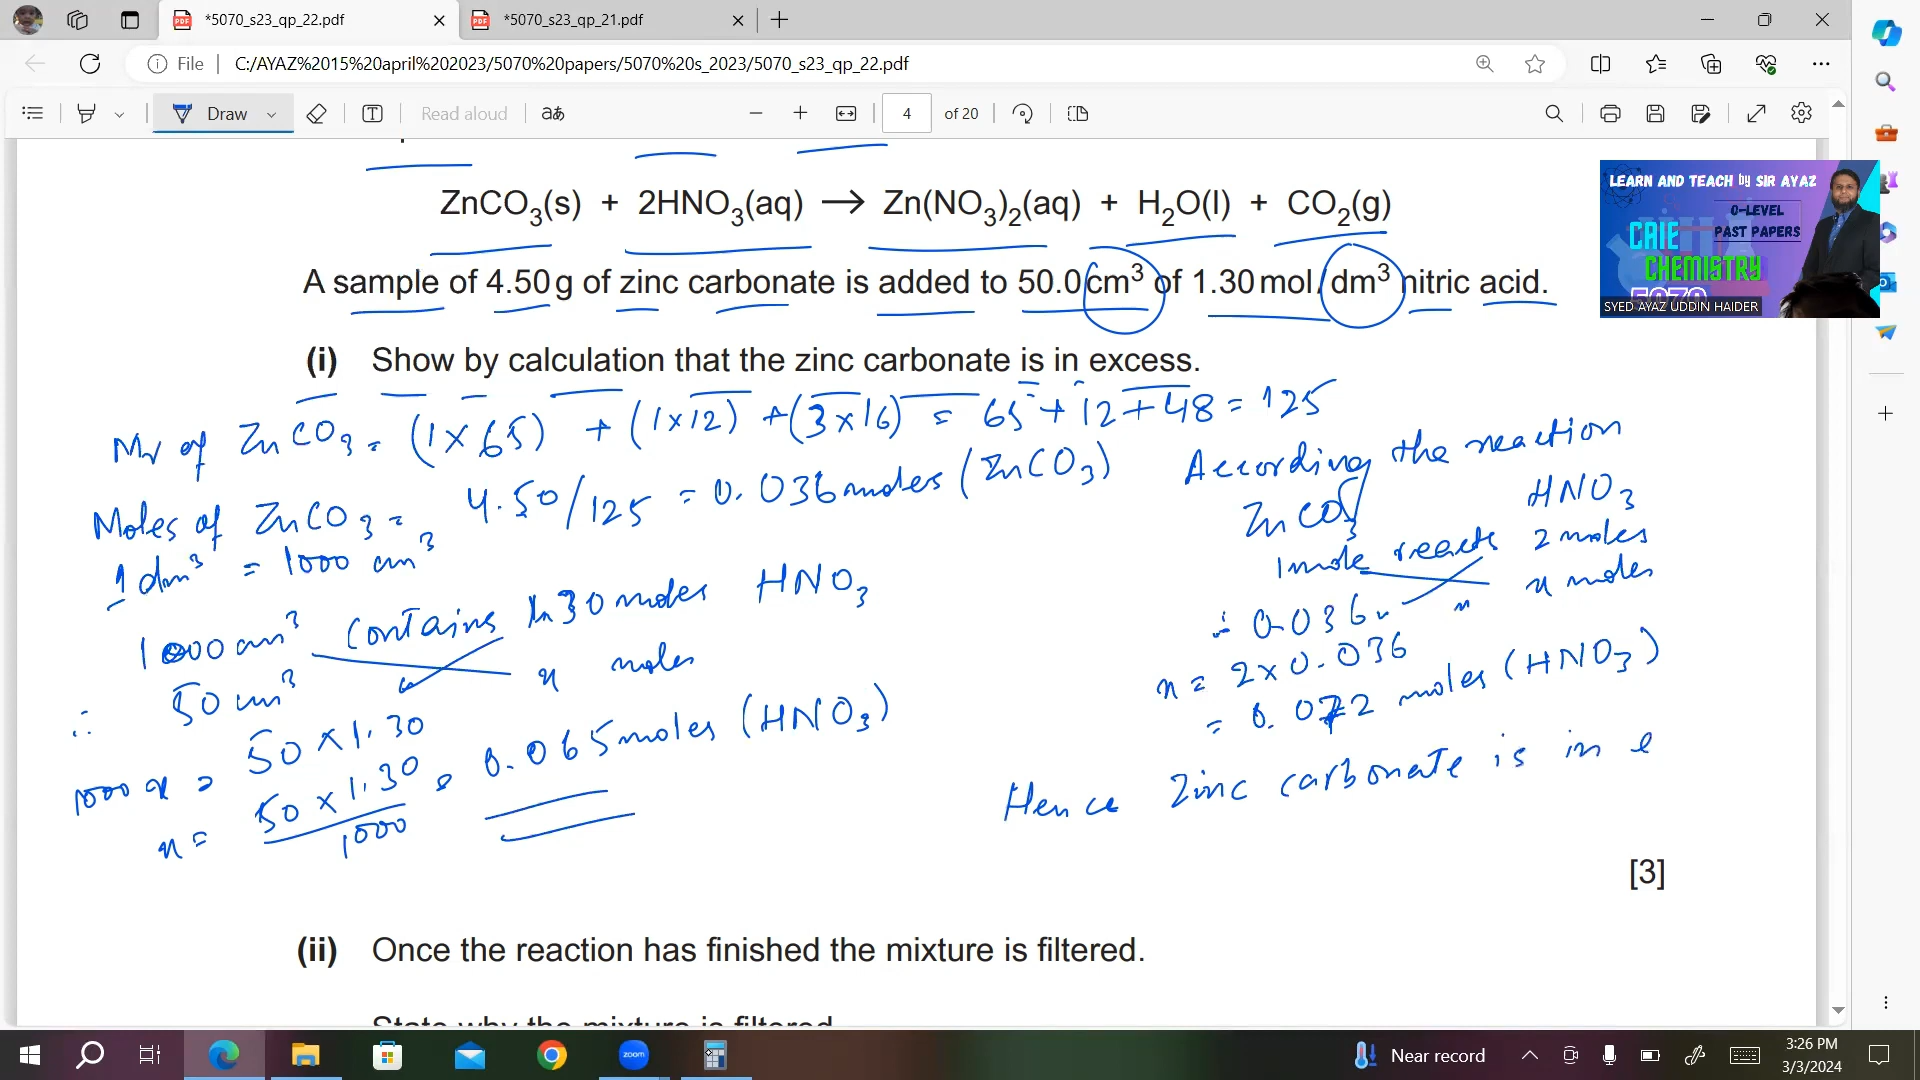 *5070_s23_qp_22.pdf
*5070_s23_qp_21.pdf
File C:/AYAZ%2015%20april%202023/5070%20papers/5070%20s_2023/5070_s23_qp_22.pdf
Draw Read aloud 4 of 20
ZnCO3(s) + 2HNO3(aq) → Zn(NO3)2(aq) + H2O(l) + CO2(g)
LEARN AND TEACH by SIR AYAZ
O-LEVEL
PAST PAPERS
CAIE
CHEMISTRY
5070
SYED AYAZ UDDIN HAIDER
A sample of 4.50 g of zinc carbonate is added to 50.0 cm³ of 1.30 mol/dm³ nitric acid.
(i) Show by calculation that the zinc carbonate is in excess.
Mr of ZnCO3 = (1×65) + (1×12) + (3×16) = 65 + 12 + 48 = 125
Moles of ZnCO3 = 4.50/125 = 0.036 moles (ZnCO3)
1 dm³ = 1000 cm³
1000 cm³ contains 1.30 moles HNO3
∴ 50 cm³ x moles
1000 x = 50 × 1.30
x = 50 × 1.30 / 1000 = 0.065 moles (HNO3)
According the reaction
ZnCO3 HNO3
1 mole reacts 2 moles
∴ 0.036 x moles
x = 2 × 0.036
= 0.072 moles (HNO3)
Hence Zinc carbonate is in e
[3]
(ii) Once the reaction has finished the mixture is filtered.
State why the mixture is filtered.
zoom
Near record
3:26 PM
3/3/2024